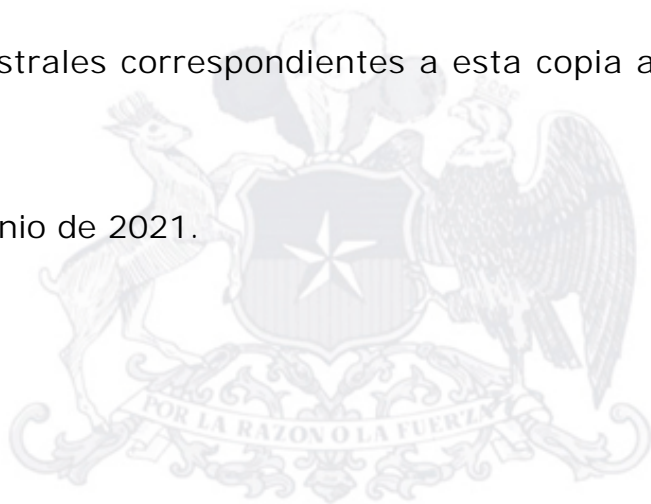 strales correspondientes a esta copia a
nio de 2021.
POR LA RAZON O LA FUERZA